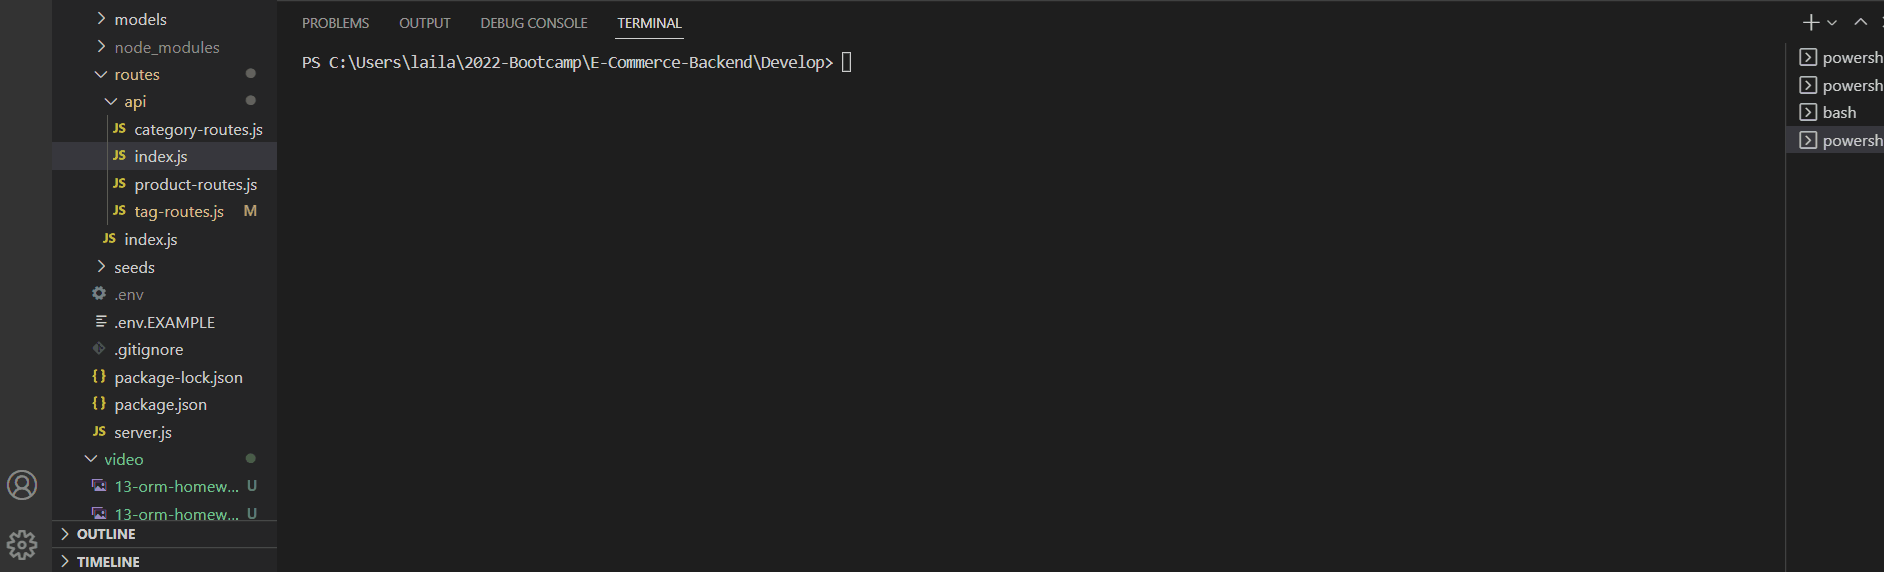 models
node_modules
routes
api
JS category-routes.js
JS index.js
JS product-routes.js
JS tag-routes.js M
JS index.js
seeds
.env
.env.EXAMPLE
.gitignore
{} package-lock.json
{} package.json
JS server.js
video
13-orm-homew... U
13-orm-homew... U
OUTLINE
TIMELINE
PROBLEMS OUTPUT DEBUG CONSOLE TERMINAL
PS C:\Users\laila\2022-Bootcamp\E-Commerce-Backend\Develop>
powersh
powersh
bash
powersh